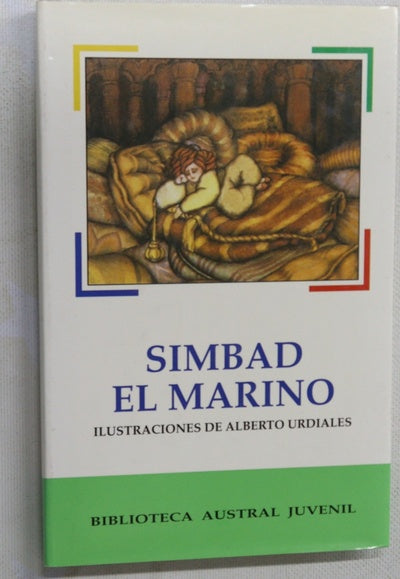 SIMBAD
EL MARINO
ILUSTRACIONES DE ALBERTO URDIALES
BIBLIOTECA AUSTRAL JUVENIL